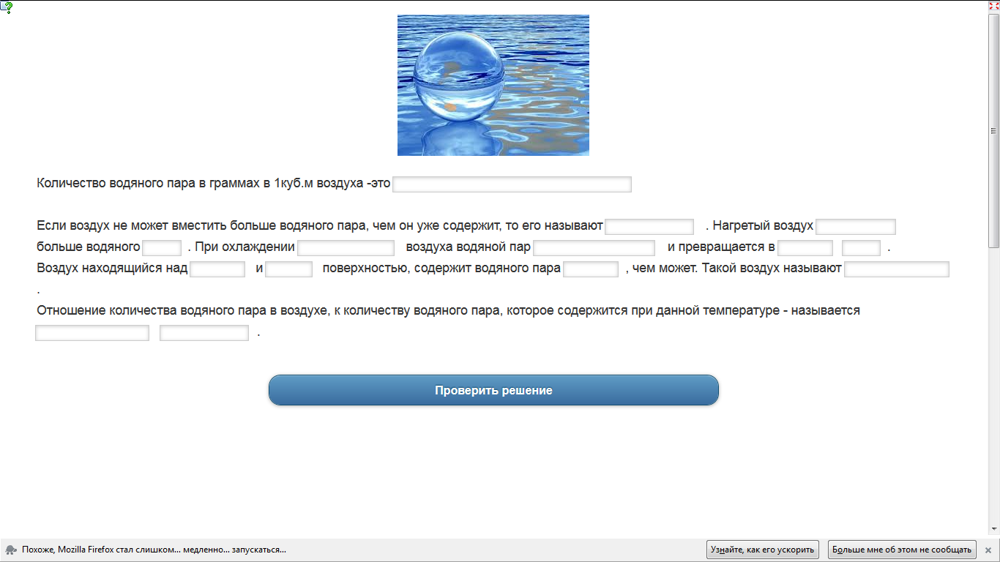 Количество водяного пара в граммах в 1куб.м воздуха -это
Если воздух не может вместить больше водяного пара, чем он уже содержит, то его называют . Нагретый воздух
больше водяного . При охлаждении воздуха водяной пар и превращается в .
Воздух находящийся над и поверхностью, содержит водяного пара , чем может. Такой воздух называют
.
Отношение количества водяного пара в воздухе, к количеству водяного пара, которое содержится при данной температуре - называется
.
Проверить решение
Похоже, Mozilla Firefox стал слишком... медленно... запускаться... Узнайте, как его ускорить Больше мне об этом не сообщать